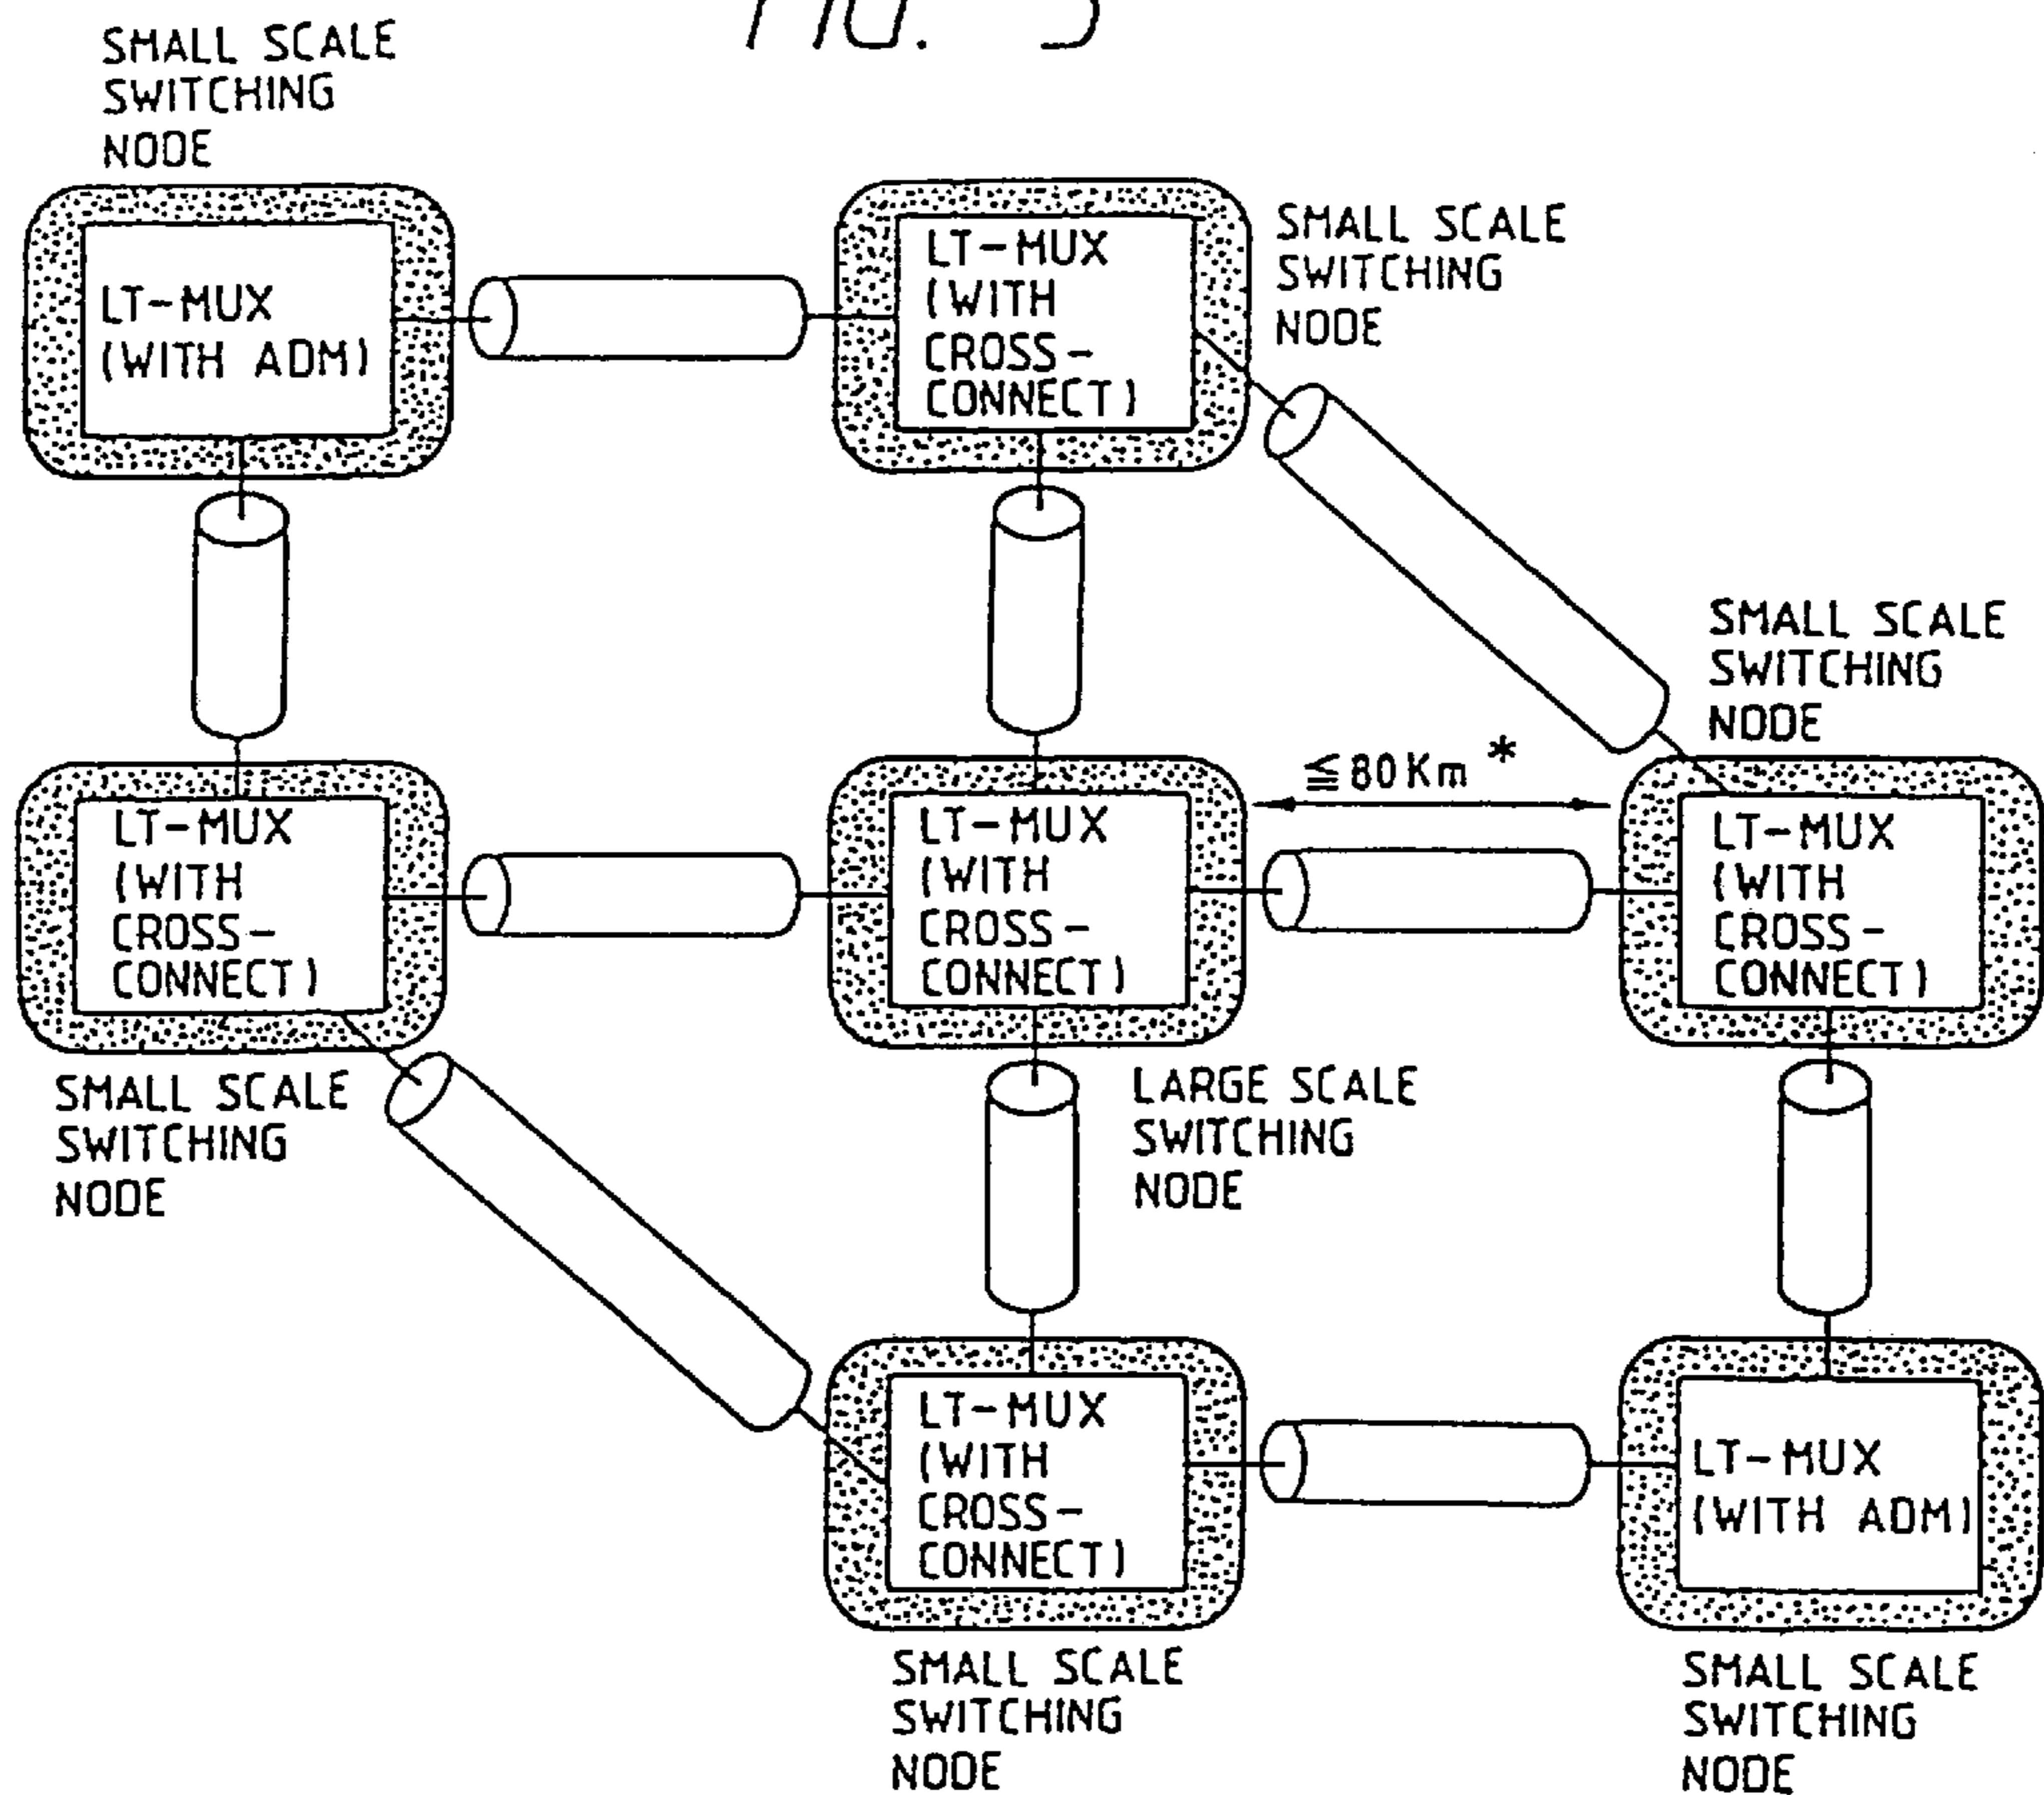 SMALL SCALE
SWITCHING
NODE
LT-MUX
(WITH ADM)
LT-MUX
(WITH
CROSS-
CONNECT)
SMALL SCALE
SWITCHING
NODE
SMALL SCALE
SWITCHING
NODE
LT-MUX
(WITH
CROSS-
CONNECT)
SMALL SCALE
SWITCHING
NODE
LT-MUX
(WITH
CROSS-
CONNECT)
LARGE SCALE
SWITCHING
NODE
≦80Km *
LT-MUX
(WITH
CROSS-
CONNECT)
LT-MUX
(WITH
CROSS-
CONNECT)
SMALL SCALE
SWITCHING
NODE
LT-MUX
(WITH ADM)
SMALL SCALE
SWITCHING
NODE